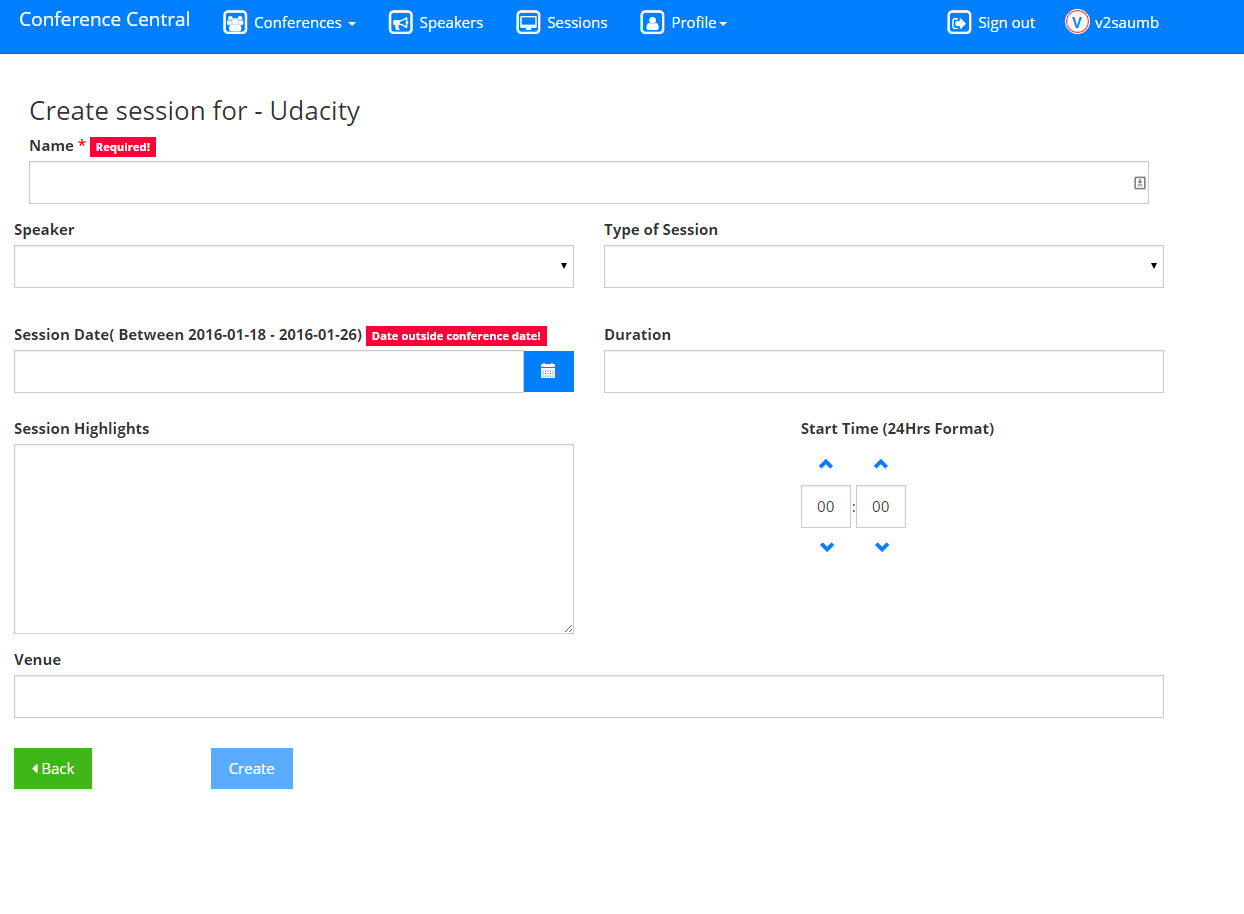 Conference Central Conferences Speakers Sessions Profile Sign out V v2saumb
Create session for - Udacity
Name * Required!
Speaker Type of Session
Session Date( Between 2016-01-18 - 2016-01-26) Date outside conference date! Duration
Session Highlights Start Time (24Hrs Format)
00 : 00
Venue
Back Create